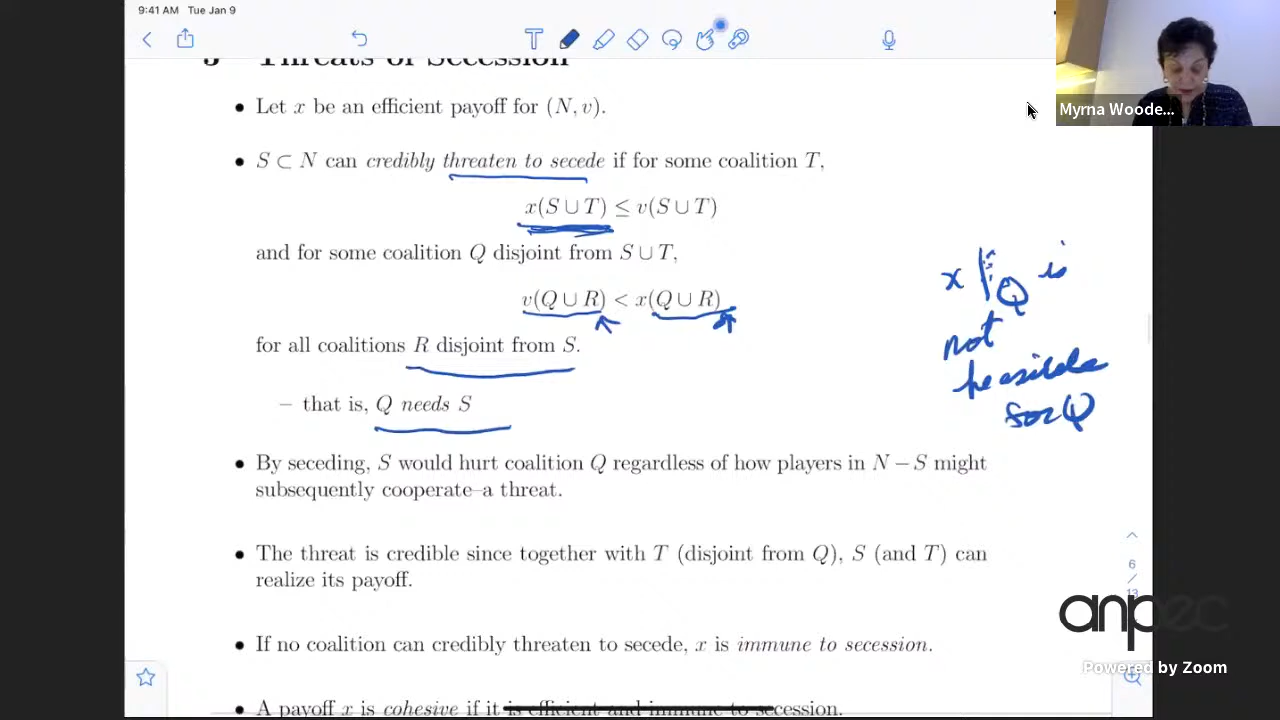 9:41 AM Tue Jan 9
Threats of Secession
• Let x be an efficient payoff for (N, v).
• S ⊂ N can credibly threaten to secede if for some coalition T,
x(S ∪ T) ≤ v(S ∪ T)
and for some coalition Q disjoint from S ∪ T,
v(Q ∪ R) < x(Q ∪ R)
for all coalitions R disjoint from S.
– that is, Q needs S
• By seceding, S would hurt coalition Q regardless of how players in N − S might
subsequently cooperate–a threat.
• The threat is credible since together with T (disjoint from Q), S (and T) can
realize its payoff.
• If no coalition can credibly threaten to secede, x is immune to secession.
• A payoff x is cohesive if it is efficient and immune to secession.
x | Q is
not
feasible
for Q
Myrna Woode...
6
/
13
anpec
Powered by Zoom